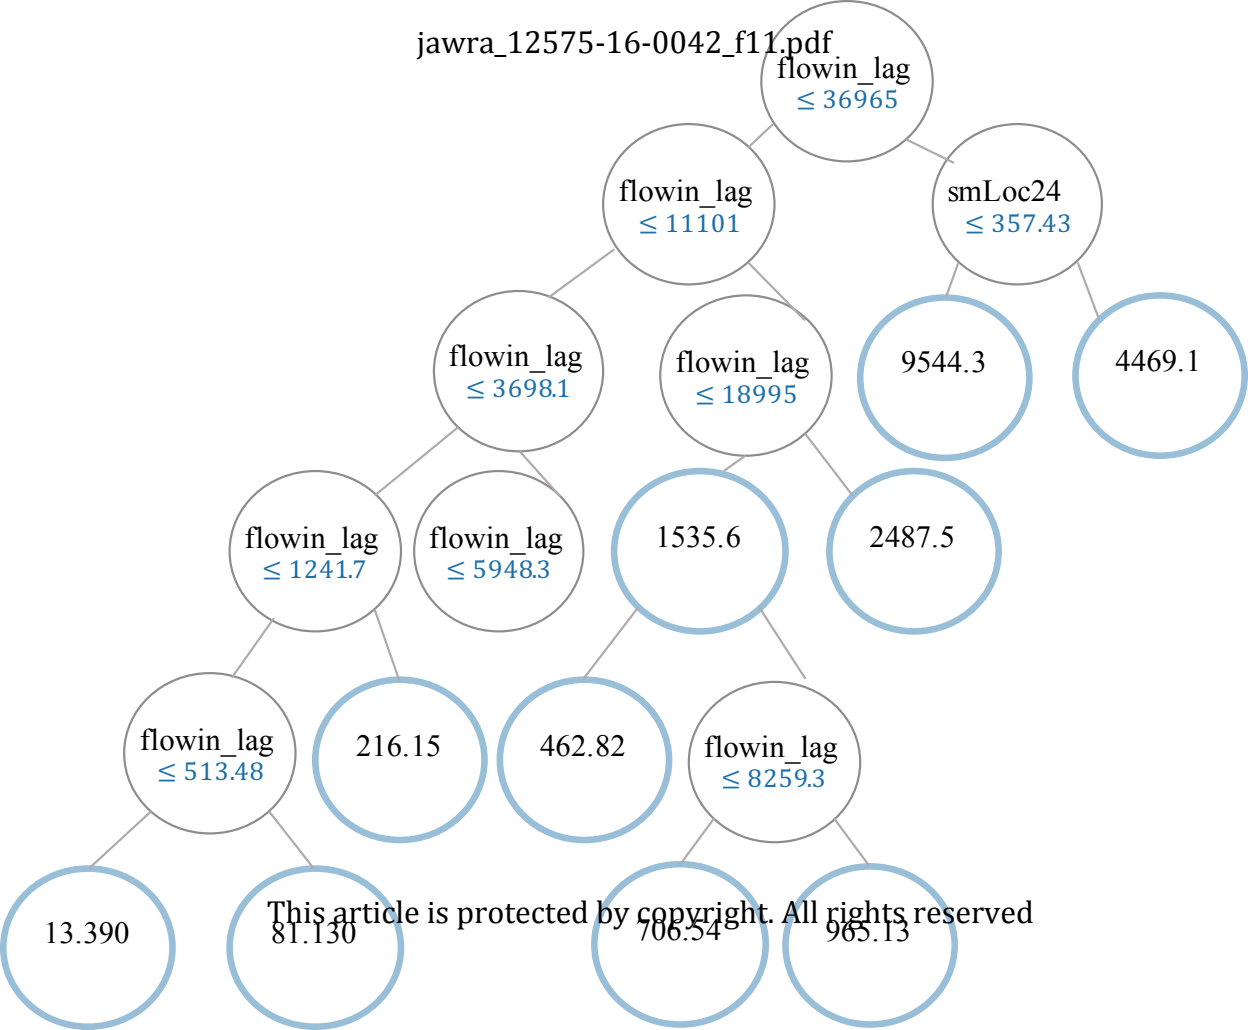 jawra_12575-16-0042_f11.pdf
flowin_lag
≤ 36965
flowin_lag
≤ 11101
smLoc24
≤ 357.43
flowin_lag
≤ 3698.1
flowin_lag
≤ 18995
9544.3
4469.1
flowin_lag
≤ 1241.7
flowin_lag
≤ 5948.3
1535.6
2487.5
flowin_lag
≤ 513.48
216.15
462.82
flowin_lag
≤ 8259.3
This article is protected by copyright. All rights reserved
13.390
81.130
706.54
965.13